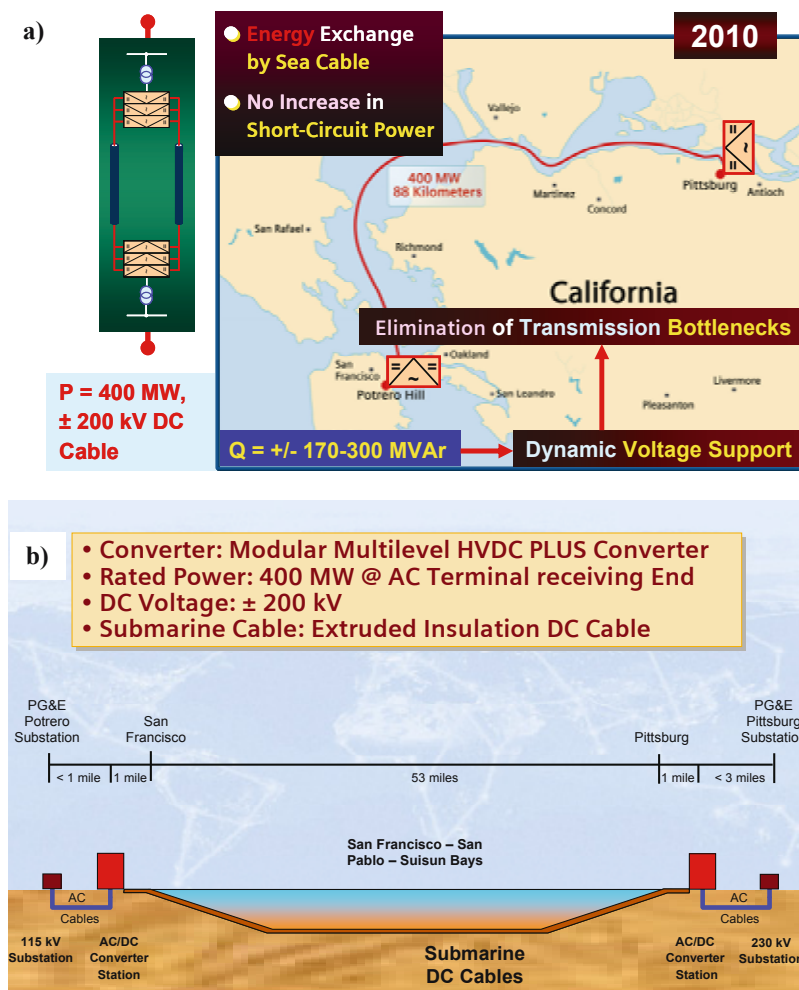 a)
Energy Exchange
by Sea Cable
No Increase in
Short-Circuit Power
2010
Vallejo
400 MW
88 Kilometers
Martinez
Pittsburg
Antioch
Concord
San Rafael
Richmond
California
Elimination of Transmission Bottlenecks
San
Francisco
Oakland
Potrero Hill
San Leandro
Livermore
Pleasanton
P = 400 MW,
± 200 kV DC
Cable
Q = +/- 170-300 MVAr
Dynamic Voltage Support
b)
• Converter: Modular Multilevel HVDC PLUS Converter
• Rated Power: 400 MW @ AC Terminal receiving End
• DC Voltage: ± 200 kV
• Submarine Cable: Extruded Insulation DC Cable
PG&E
Potrero
Substation
San
Francisco
Pittsburg
PG&E
Pittsburg
Substation
< 1 mile
1 mile
53 miles
1 mile
< 3 miles
San Francisco – San
Pablo – Suisun Bays
AC
Cables
AC
Cables
115 kV
Substation
AC/DC
Converter
Station
Submarine
DC Cables
AC/DC
Converter
Station
230 kV
Substation